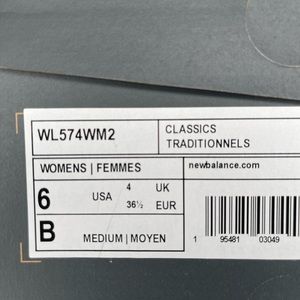 WL574WM2
CLASSICS
TRADITIONNELS
WOMENS | FEMMES
newbalance.com
6 USA 4 UK
36½ EUR
B MEDIUM | MOYEN
1 95481 03049